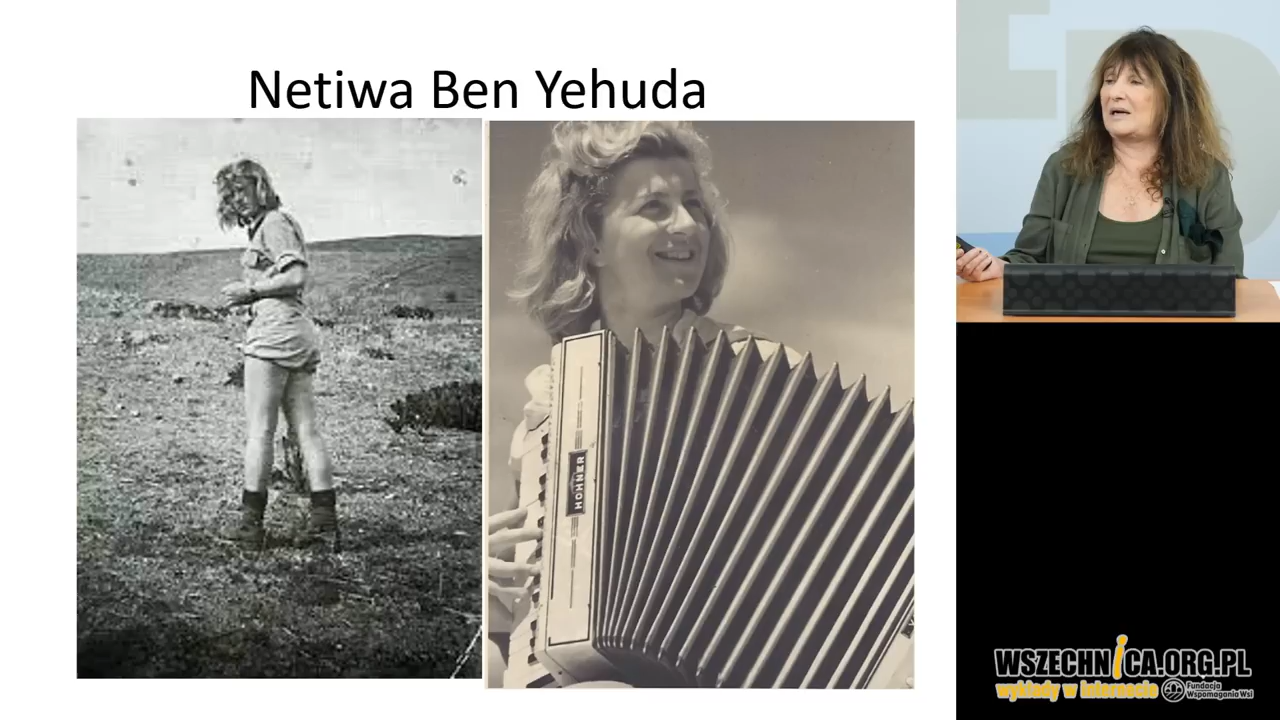 Netiwa Ben Yehuda
HOHNER
WSZECHNICA.ORG.PL
wykłady w internecie
Fundacja
Wspomagania Wsi